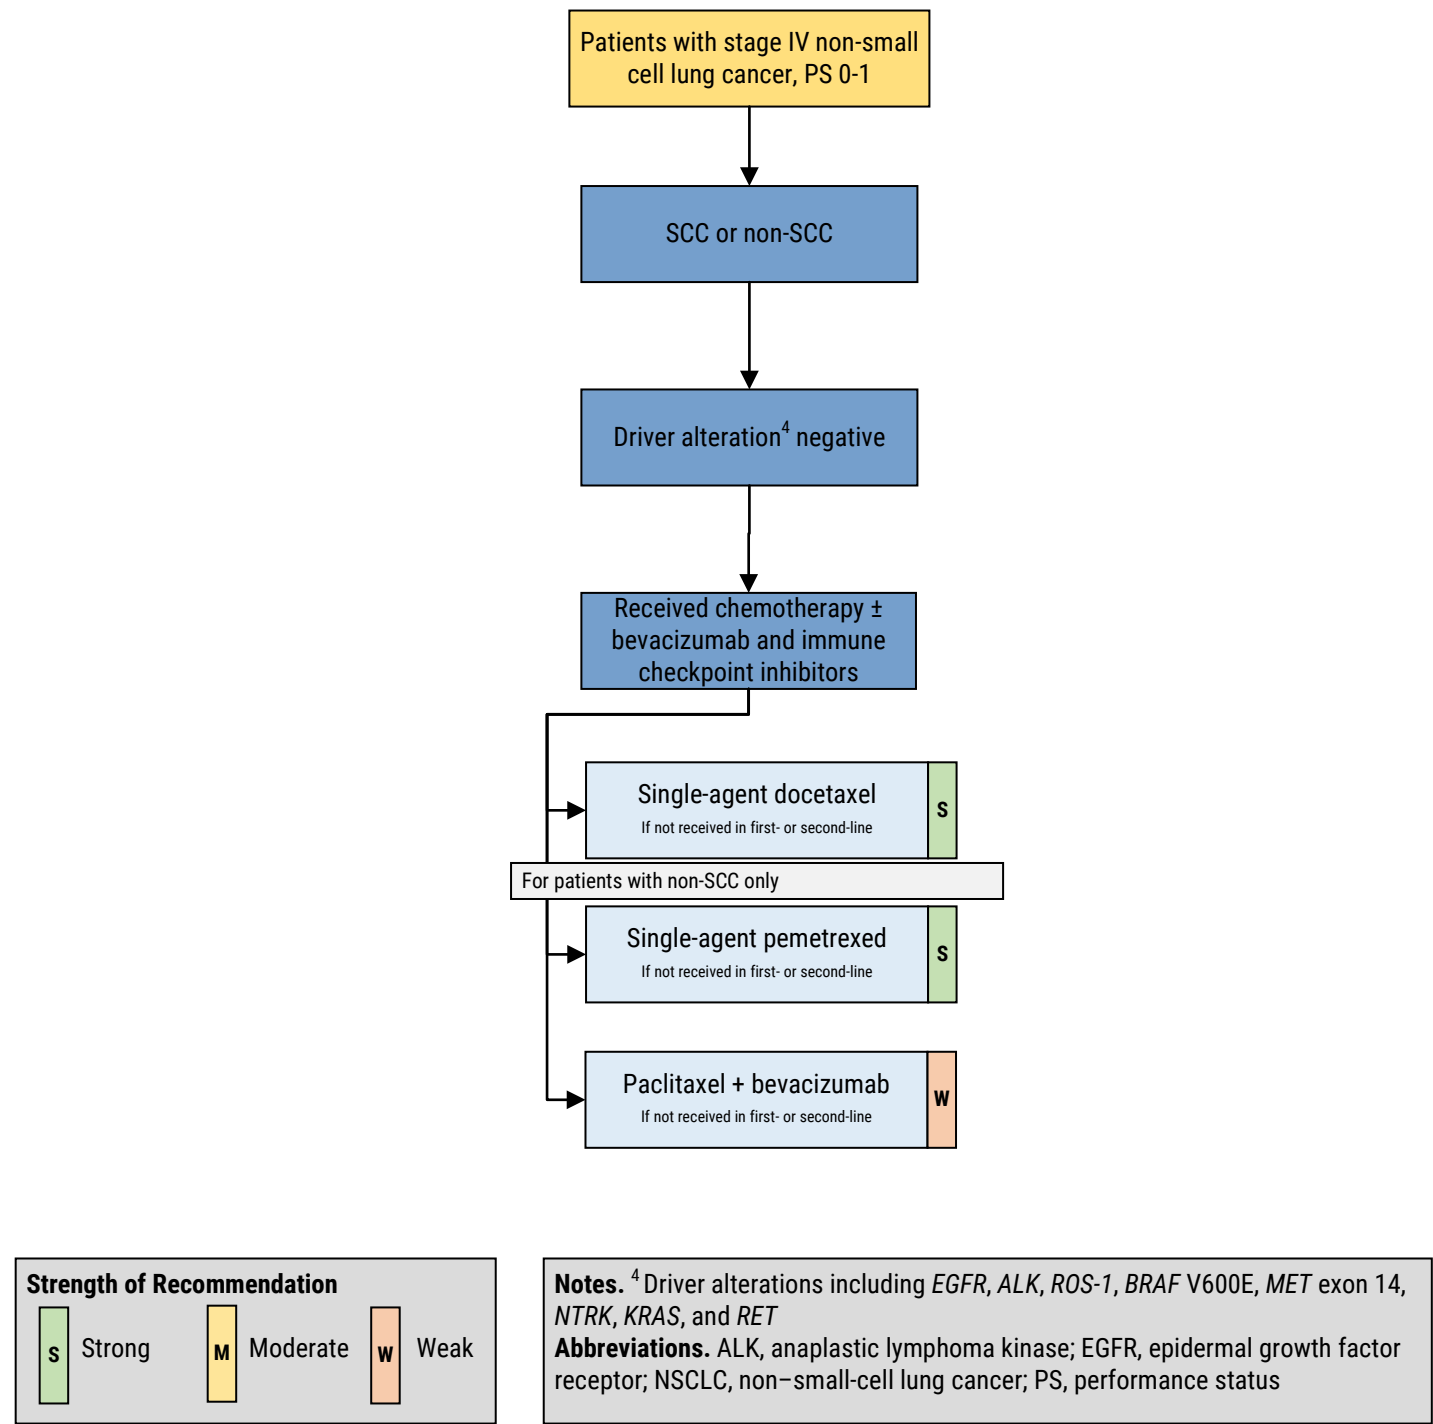 Patients with stage IV non-small
cell lung cancer, PS 0-1
SCC or non-SCC
Driver alteration⁴ negative
Received chemotherapy ±
bevacizumab and immune
checkpoint inhibitors
Single-agent docetaxel
If not received in first- or second-line
S
For patients with non-SCC only
Single-agent pemetrexed
If not received in first- or second-line
S
Paclitaxel + bevacizumab
If not received in first- or second-line
W
Strength of Recommendation
S Strong M Moderate W Weak
Notes. ⁴ Driver alterations including EGFR, ALK, ROS-1, BRAF V600E, MET exon 14,
NTRK, KRAS, and RET
Abbreviations. ALK, anaplastic lymphoma kinase; EGFR, epidermal growth factor
receptor; NSCLC, non–small-cell lung cancer; PS, performance status